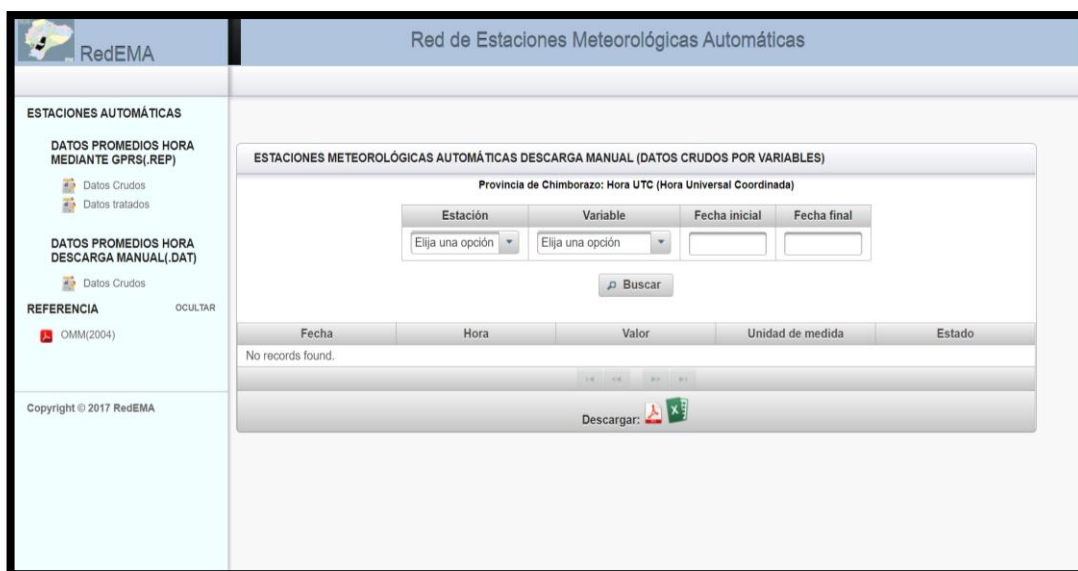 RedEMA
Red de Estaciones Meteorológicas Automáticas
ESTACIONES AUTOMÁTICAS
DATOS PROMEDIOS HORA
MEDIANTE GPRS(.REP)
Datos Crudos
Datos tratados
DATOS PROMEDIOS HORA
DESCARGA MANUAL(.DAT)
Datos Crudos
REFERENCIA OCULTAR
OMM(2004)
Copyright © 2017 RedEMA
ESTACIONES METEOROLÓGICAS AUTOMÁTICAS DESCARGA MANUAL (DATOS CRUDOS POR VARIABLES)
Provincia de Chimborazo: Hora UTC (Hora Universal Coordinada)
Estación Variable Fecha inicial Fecha final
Elija una opción Elija una opción
Buscar
Fecha Hora Valor Unidad de medida Estado
No records found.
Descargar: